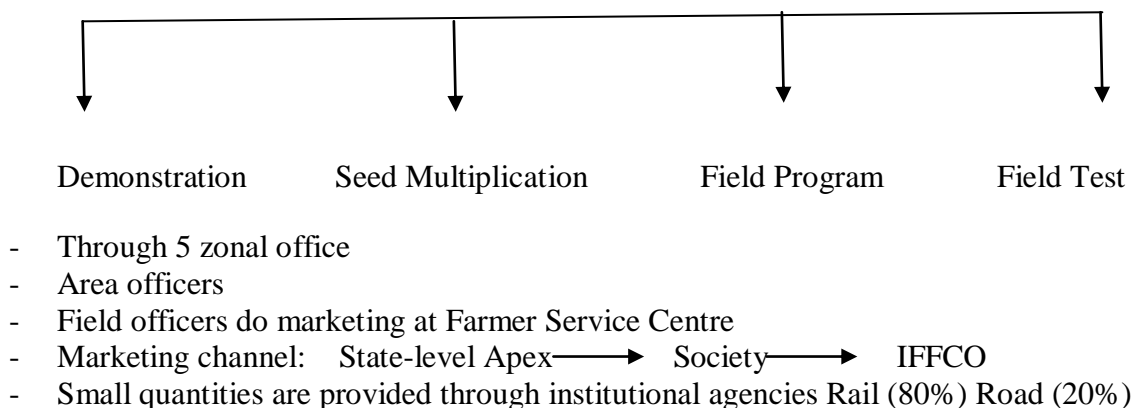 Demonstration Seed Multiplication Field Program Field Test
- Through 5 zonal office
- Area officers
- Field officers do marketing at Farmer Service Centre
- Marketing channel: State-level Apex Society IFFCO
- Small quantities are provided through institutional agencies Rail (80%) Road (20%)